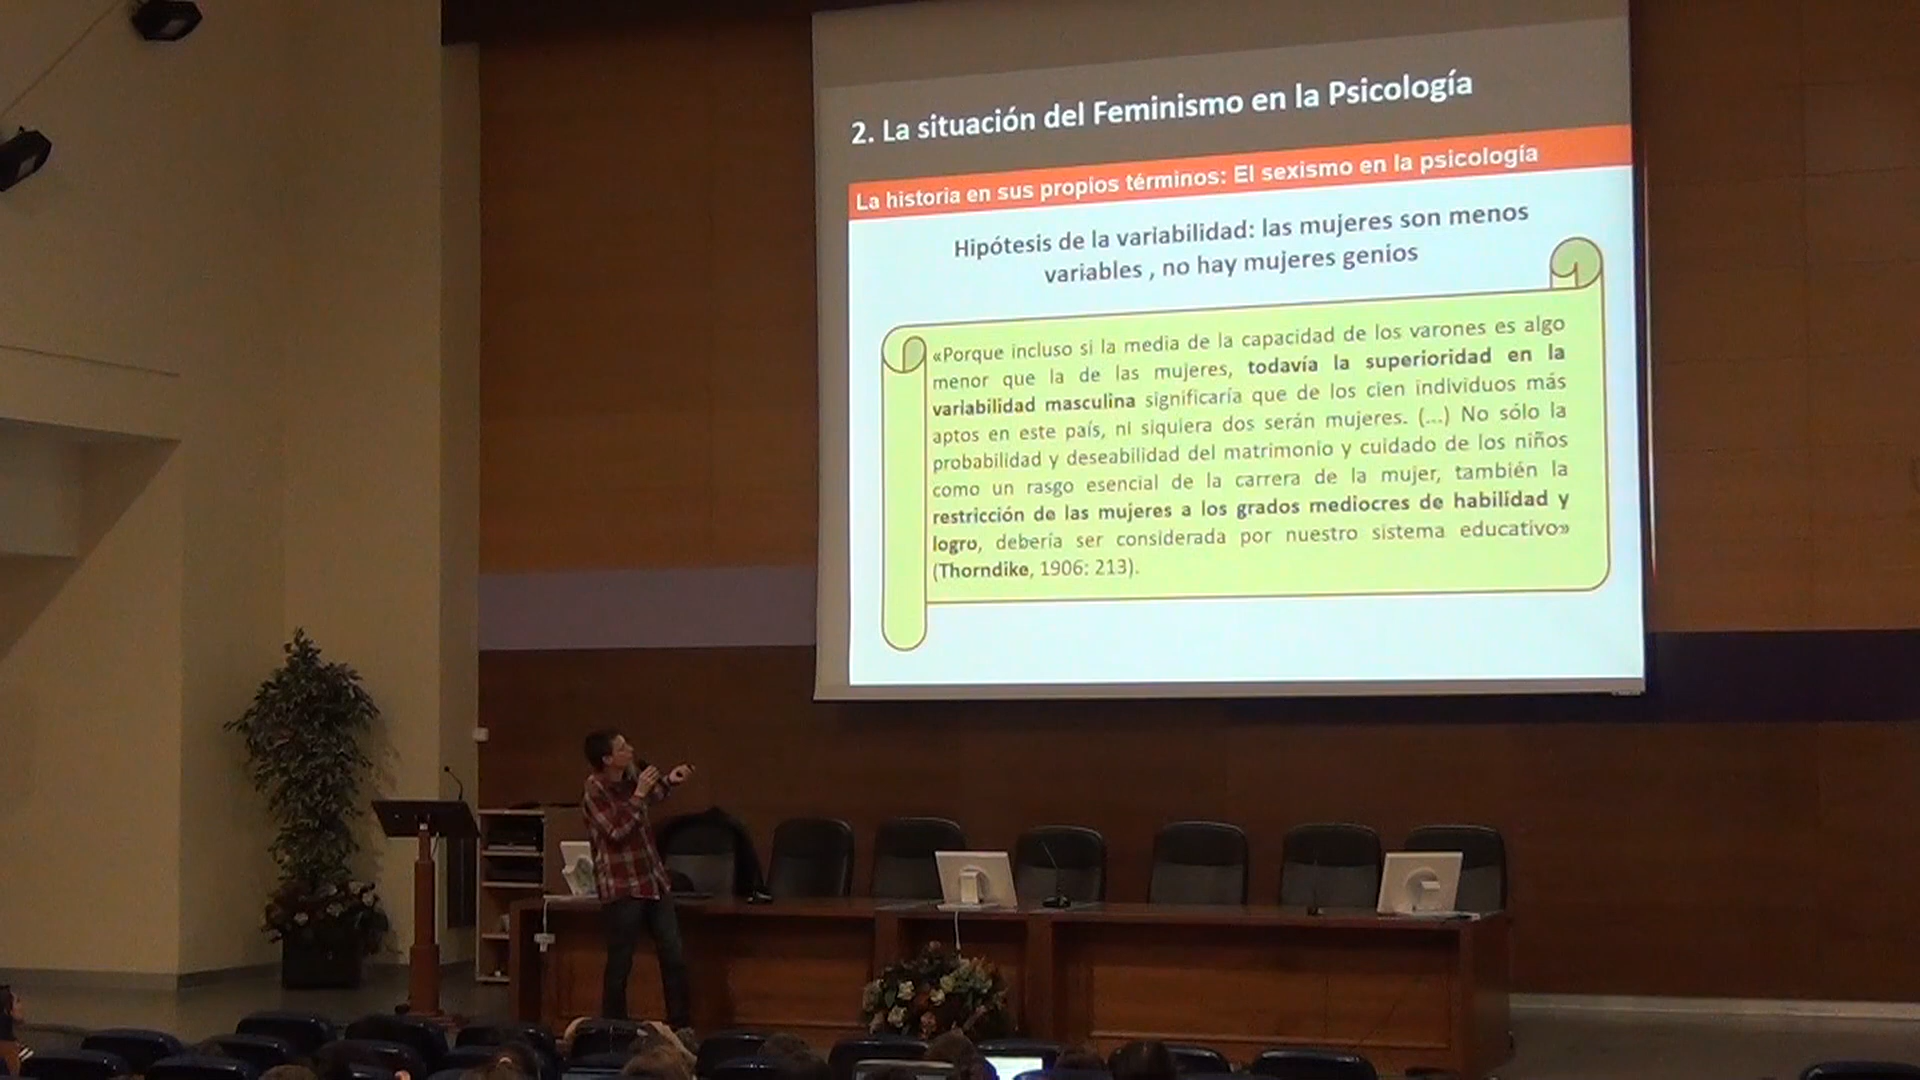 2. La situación del Feminismo en la Psicología
La historia en sus propios términos: El sexismo en la psicología
Hipótesis de la variabilidad: las mujeres son menos
variables , no hay mujeres genios
«Porque incluso si la media de la capacidad de los varones es algo
menor que la de las mujeres, todavía la superioridad en la
variabilidad masculina significaría que de los cien individuos más
aptos en este país, ni siquiera dos serán mujeres. (...) No sólo la
probabilidad y deseabilidad del matrimonio y cuidado de los niños
como un rasgo esencial de la carrera de la mujer, también la
restricción de las mujeres a los grados mediocres de habilidad y
logro, debería ser considerada por nuestro sistema educativo»
(Thorndike, 1906: 213).